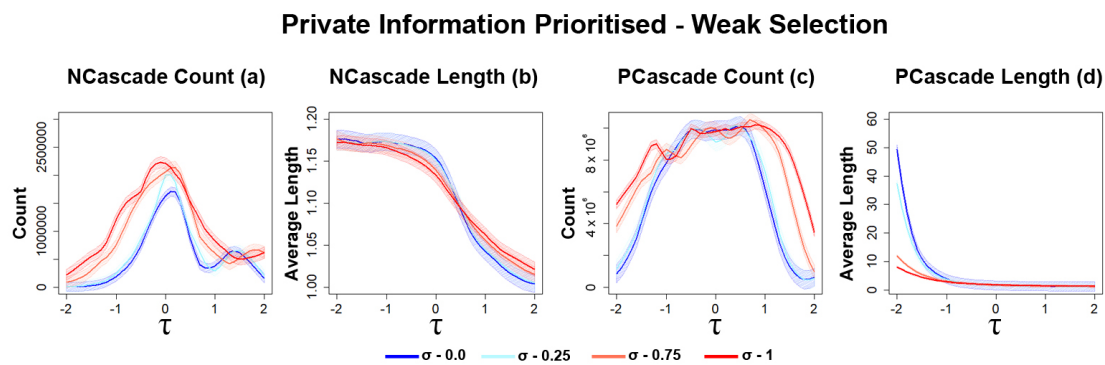 Private Information Prioritised - Weak Selection
NCascade Count (a)
NCascade Length (b)
PCascade Count (c)
PCascade Length (d)
Count
0 1000000 2500000
-2 -1 0 1 2
τ
Average Length
1.00 1.05 1.10 1.15 1.20
-2 -1 0 1 2
τ
Count
0 4 x 10⁶ 8 x 10⁶
-2 -1 0 1 2
τ
Average Length
0 10 20 30 40 50 60
-2 -1 0 1 2
τ
σ - 0.0 σ - 0.25 σ - 0.75 σ - 1